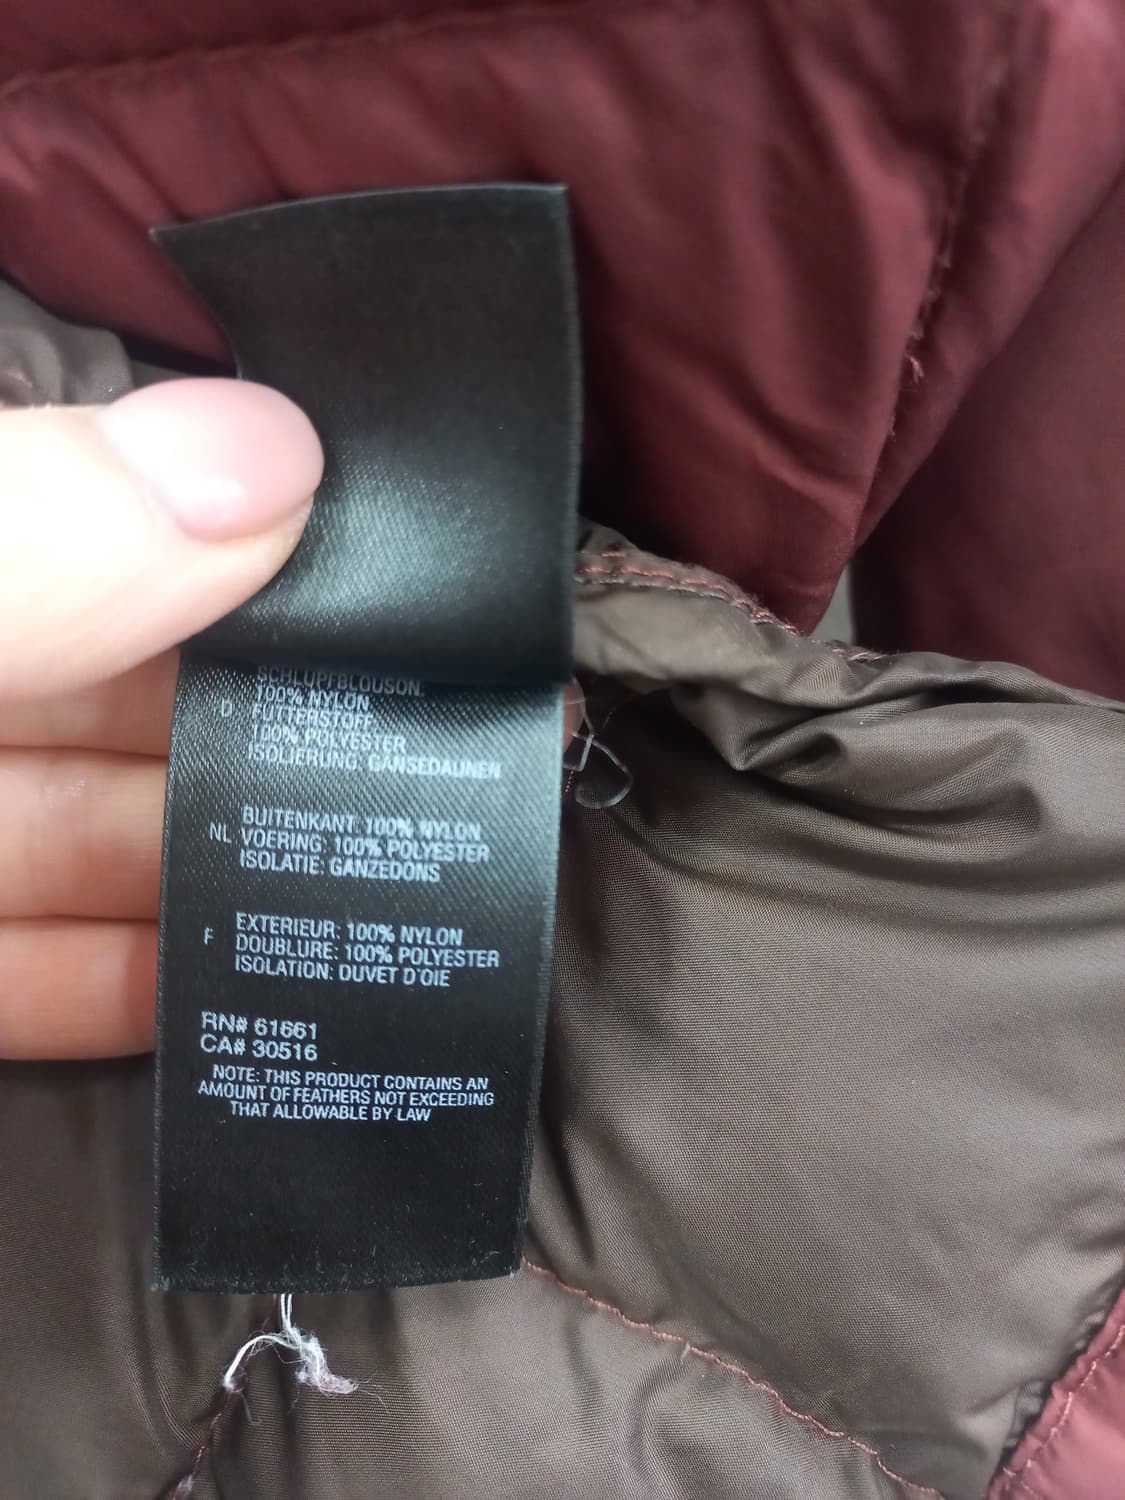 SCHLUPFBLOUSON:
100% NYLON
D FUTTERSTOFF
100% POLYESTER
ISOLIERUNG: GANSEDAUNEN
BUITENKANT: 100% NYLON
NL VOERING: 100% POLYESTER
ISOLATIE: GANZEDONS
EXTERIEUR: 100% NYLON
F DOUBLURE: 100% POLYESTER
ISOLATION: DUVET D'OIE
RN# 61661
CA# 30516
NOTE: THIS PRODUCT CONTAINS AN
AMOUNT OF FEATHERS NOT EXCEEDING
THAT ALLOWABLE BY LAW